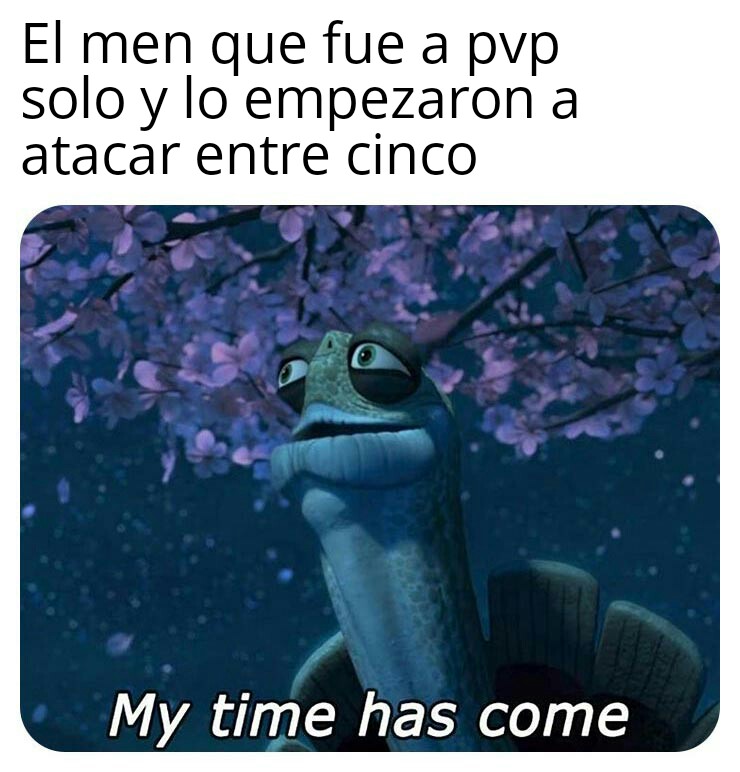 El men que fue a pvp
solo y lo empezaron a
atacar entre cinco
My time has come